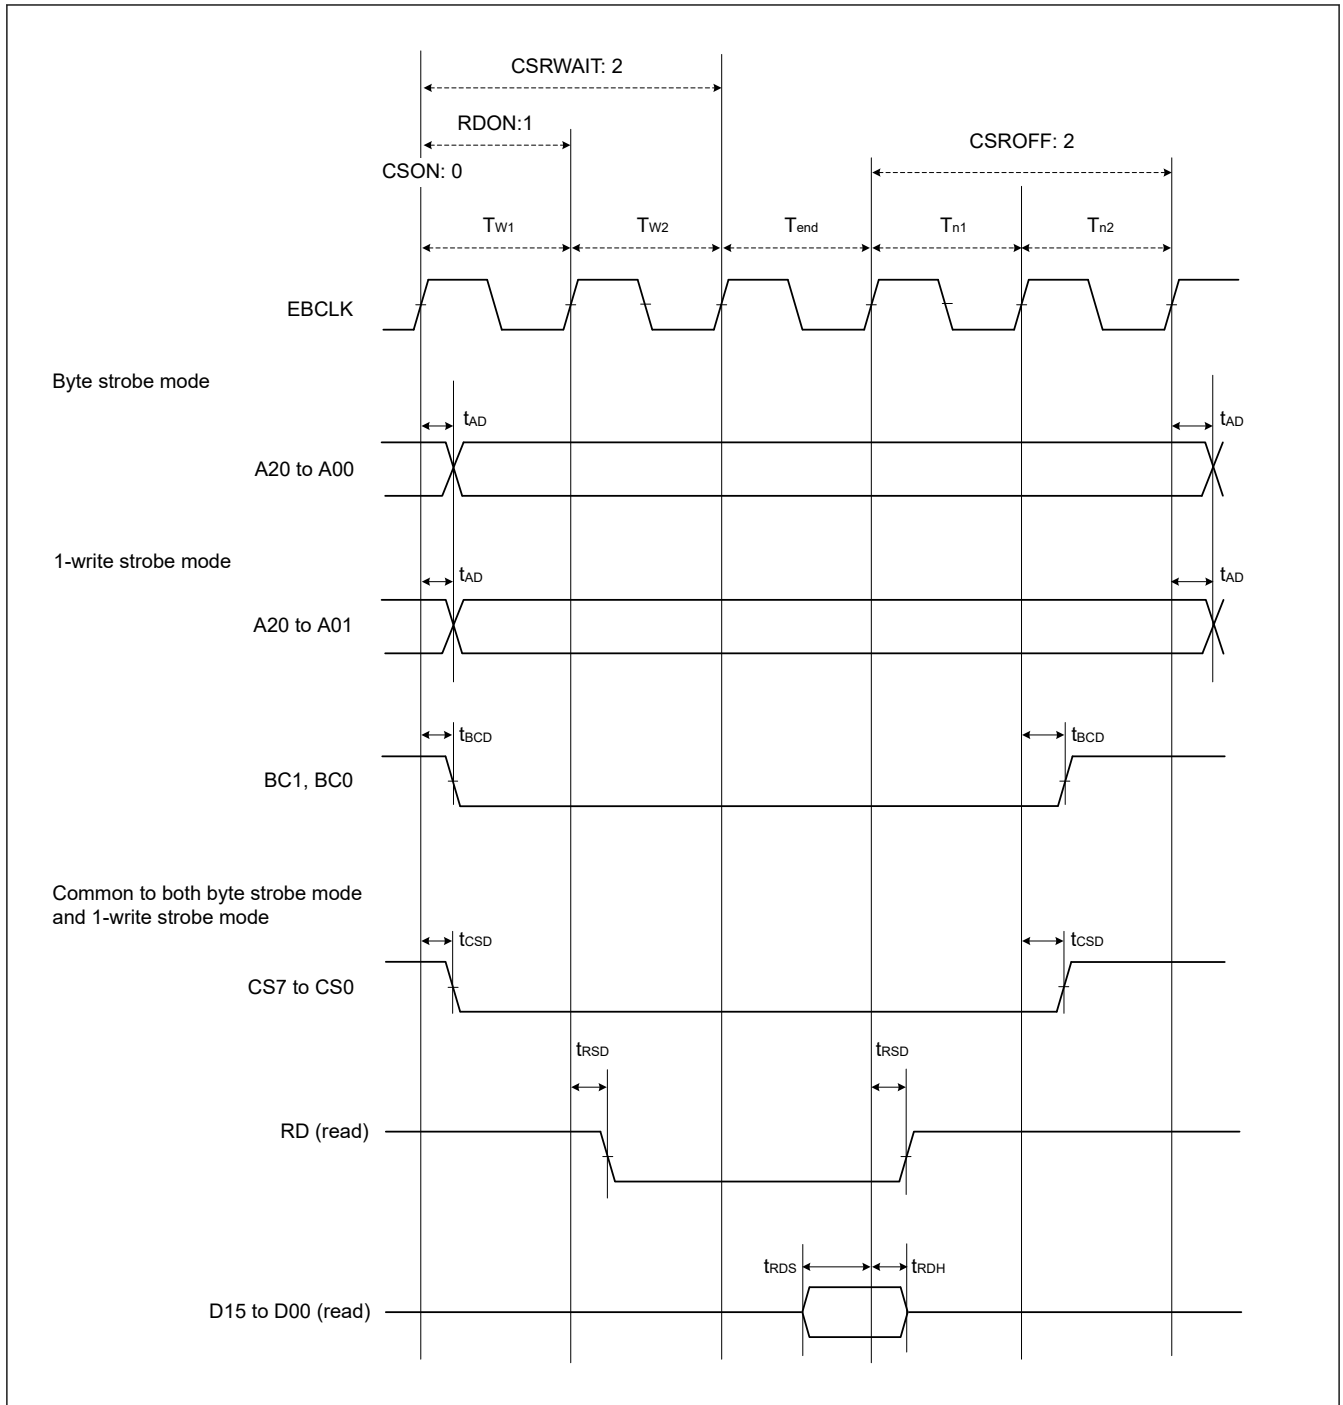 CSRWAIT: 2
RDON:1
CSROFF: 2
CSON: 0
TW1
TW2
Tend
Tn1
Tn2
EBCLK
Byte strobe mode
tAD
tAD
A20 to A00
1-write strobe mode
tAD
tAD
A20 to A01
tBCD
tBCD
BC1, BC0
Common to both byte strobe mode
and 1-write strobe mode
tCSD
tCSD
CS7 to CS0
tRSD
tRSD
RD (read)
tRDS
tRDH
D15 to D00 (read)